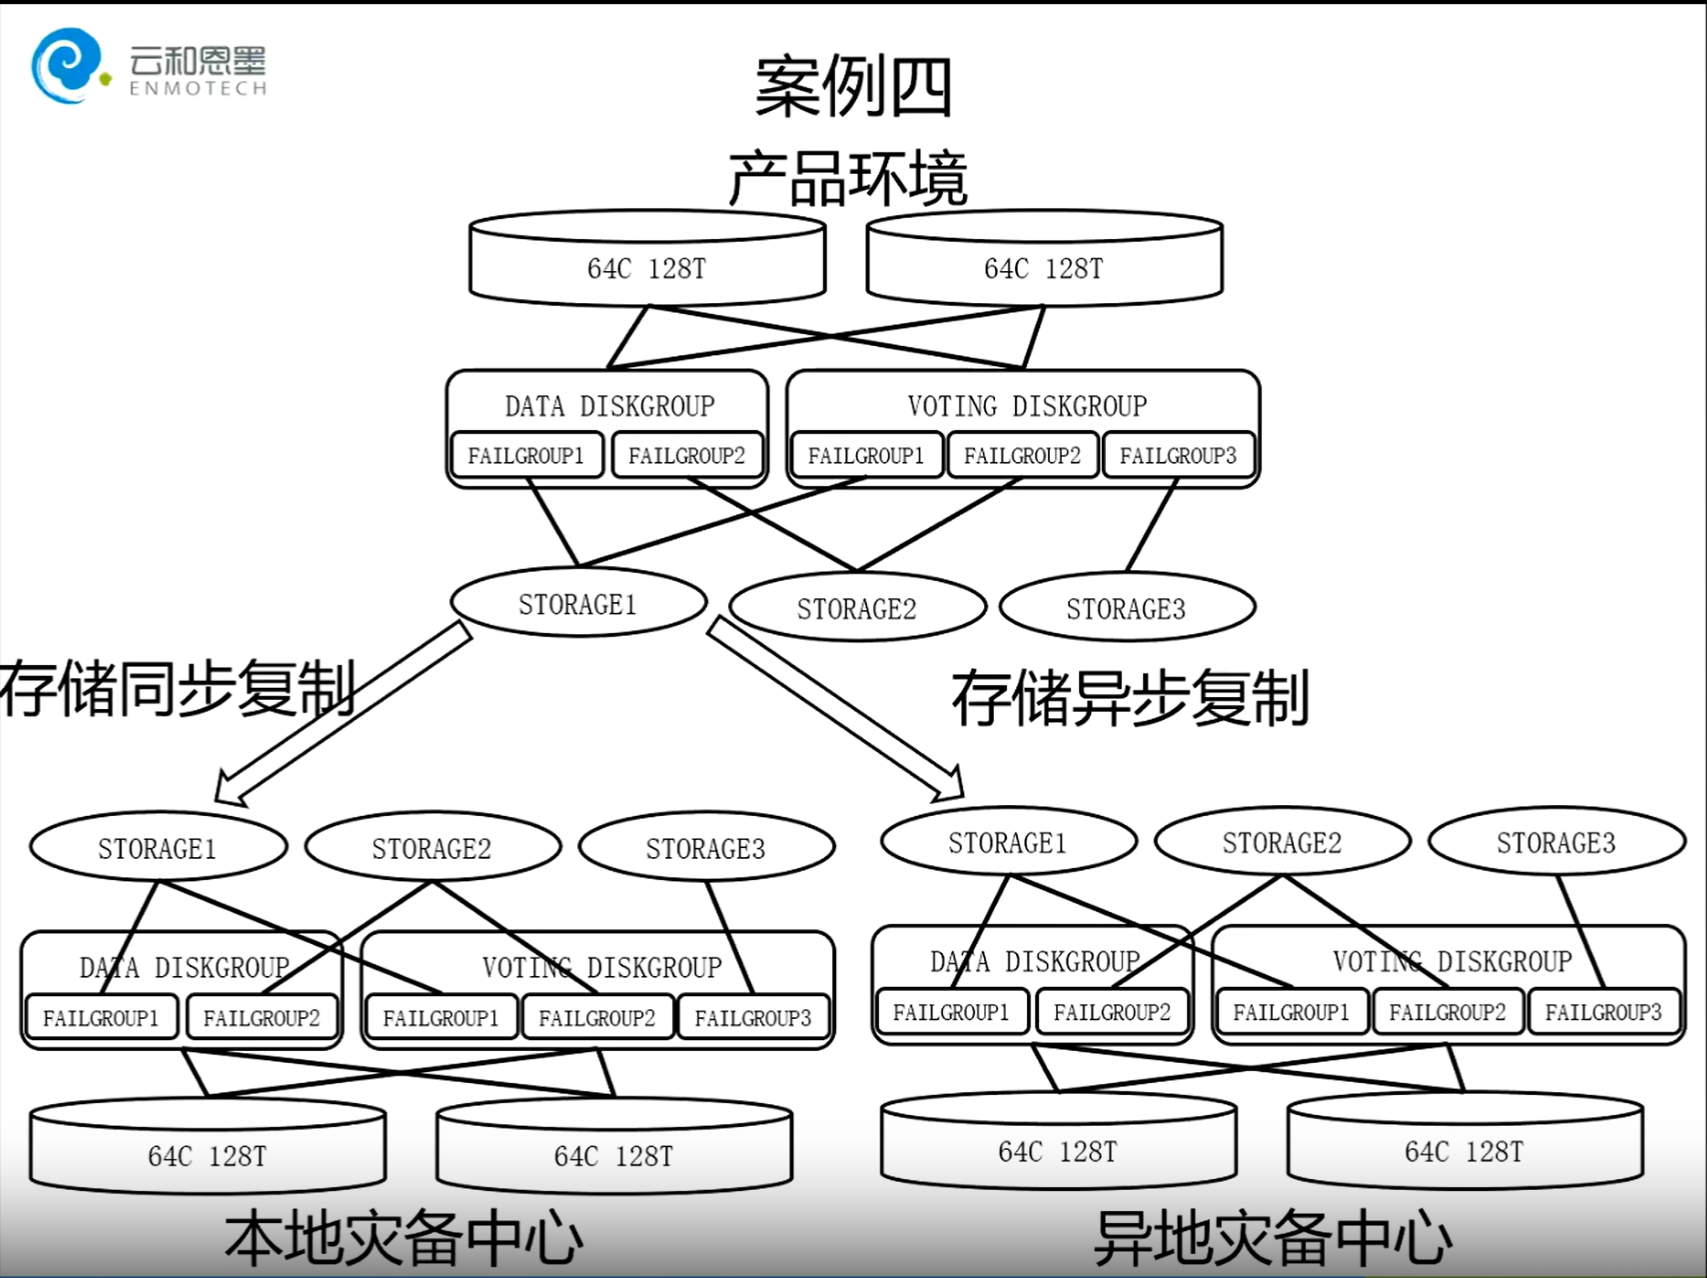 云和恩墨
ENMOTECH
案例四
产品环境
64C 128T
64C 128T
DATA DISKGROUP
VOTING DISKGROUP
FAILGROUP1
FAILGROUP2
FAILGROUP1
FAILGROUP2
FAILGROUP3
STORAGE1
STORAGE2
STORAGE3
存储同步复制
存储异步复制
STORAGE1
STORAGE2
STORAGE3
STORAGE1
STORAGE2
STORAGE3
DATA DISKGROUP
VOTING DISKGROUP
DATA DISKGROUP
VOTING DISKGROUP
FAILGROUP1
FAILGROUP2
FAILGROUP1
FAILGROUP2
FAILGROUP3
FAILGROUP1
FAILGROUP2
FAILGROUP1
FAILGROUP2
FAILGROUP3
64C 128T
64C 128T
64C 128T
64C 128T
本地灾备中心
异地灾备中心